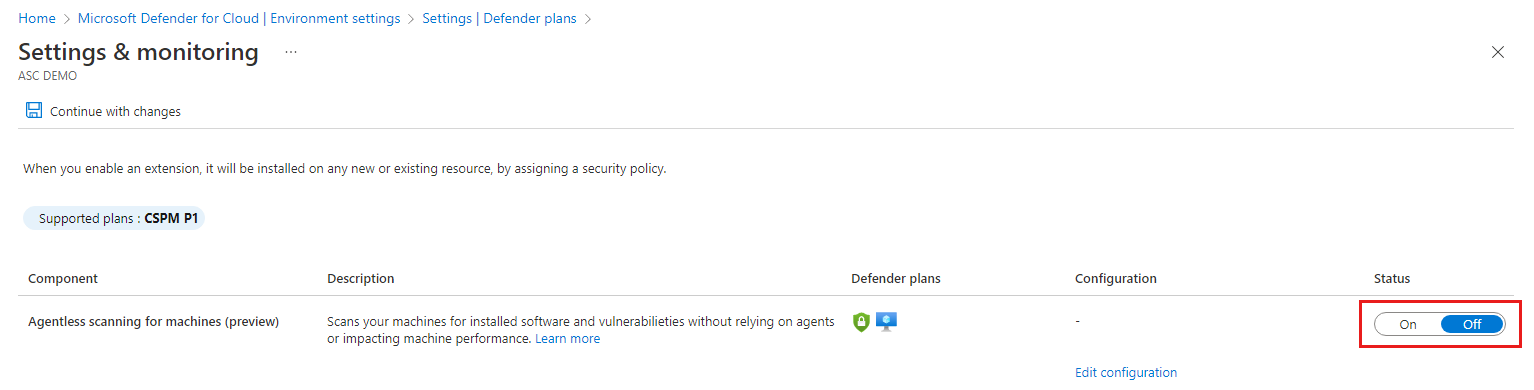 Home > Microsoft Defender for Cloud | Environment settings > Settings | Defender plans >
Settings & monitoring ...
ASC DEMO
Continue with changes
When you enable an extension, it will be installed on any new or existing resource, by assigning a security policy.
Supported plans : CSPM P1
Component Description Defender plans Configuration Status
Agentless scanning for machines (preview) Scans your machines for installed software and vulnerabilieties without relying on agents - On Off
or impacting machine performance. Learn more
Edit configuration